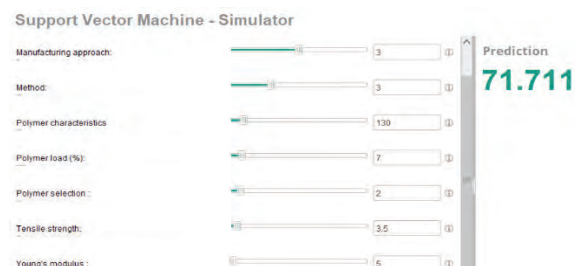 Support Vector Machine - Simulator
Manufacturing approach: 3
Prediction
71.711
Method: 3
Polymer characteristics 130
Polymer load (%): 7
Polymer selection : 2
Tensile strength: 3.5
Young's modulus : 5